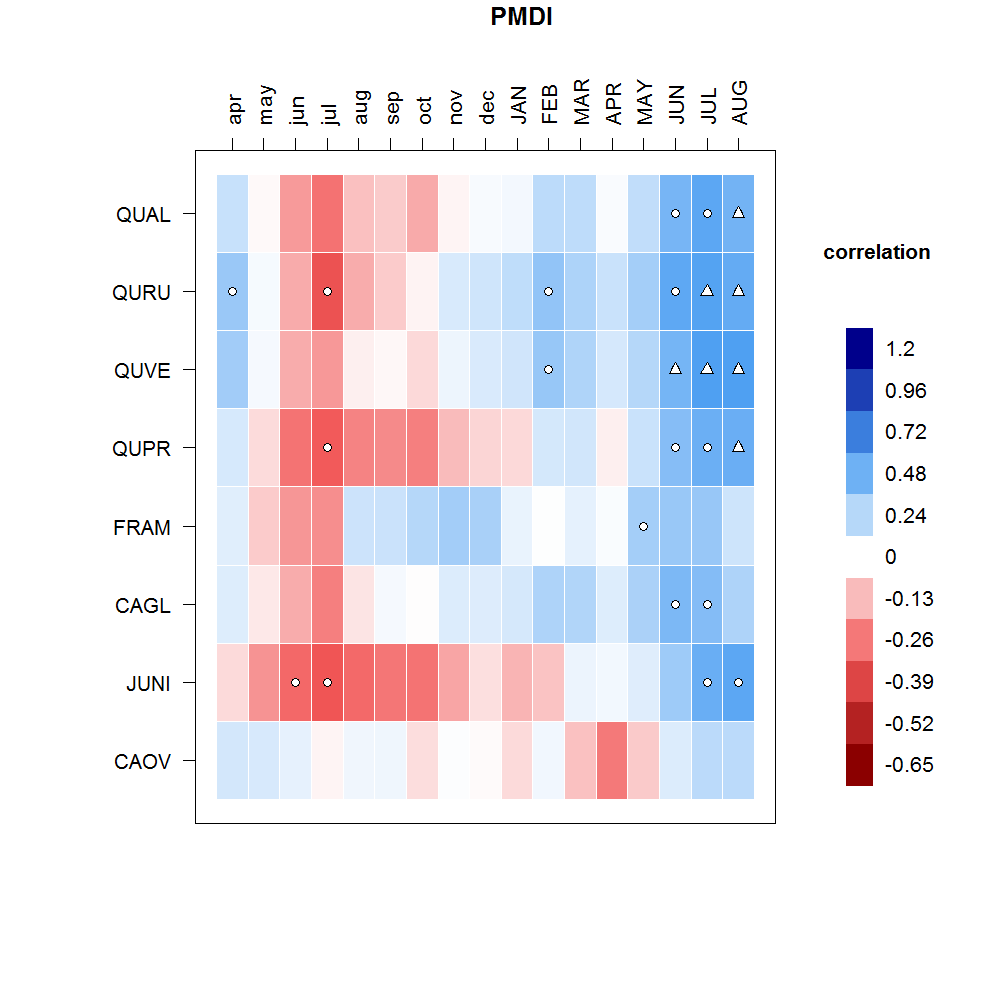 PMDI
apr may jun jul aug sep oct nov dec JAN FEB MAR APR MAY JUN JUL AUG
QUAL
QURU
QUVE
QUPR
FRAM
CAGL
JUNI
CAOV
correlation
1.2
0.96
0.72
0.48
0.24
0
-0.13
-0.26
-0.39
-0.52
-0.65